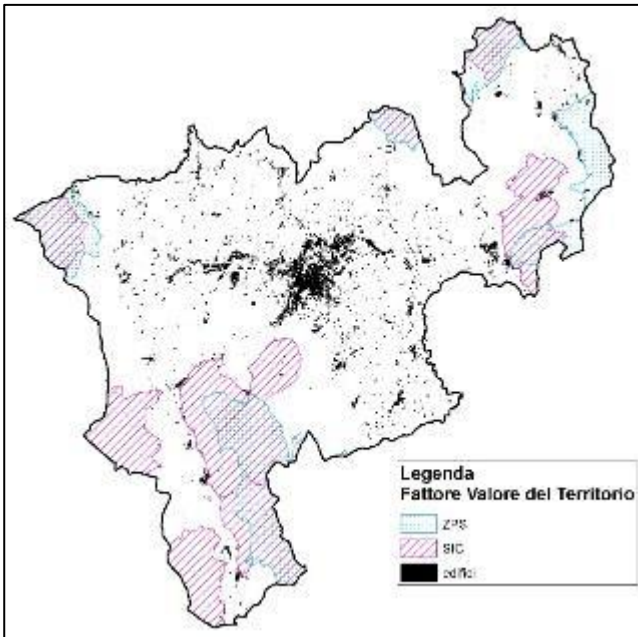 Legenda
Fattore Valore del Territorio
ZPS
SIC
edifici